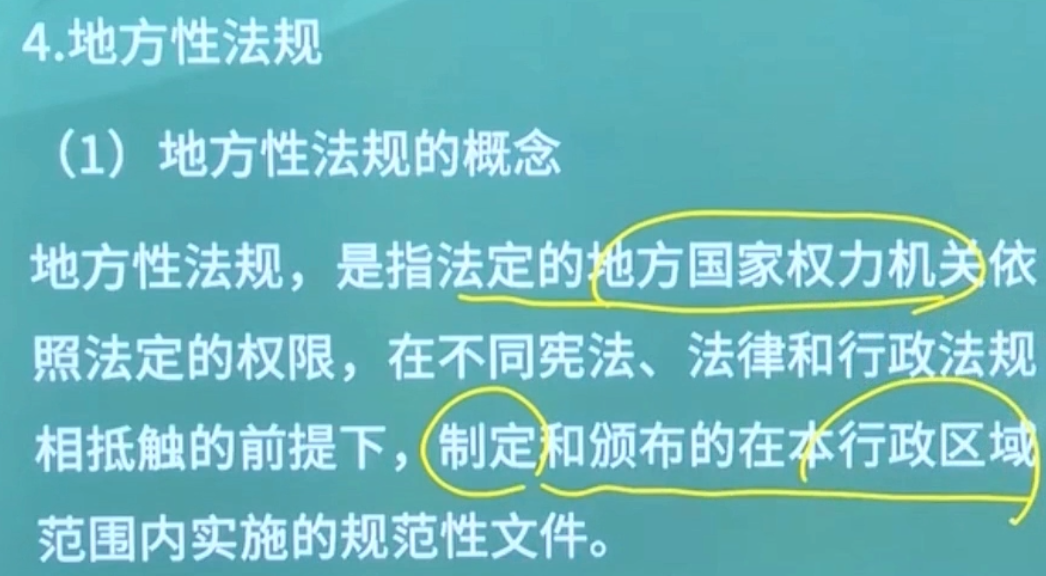 4.地方性法规
（1）地方性法规的概念
地方性法规，是指法定的地方国家权力机关依
照法定的权限，在不同宪法、法律和行政法规
相抵触的前提下，制定和颁布的在本行政区域
范围内实施的规范性文件。